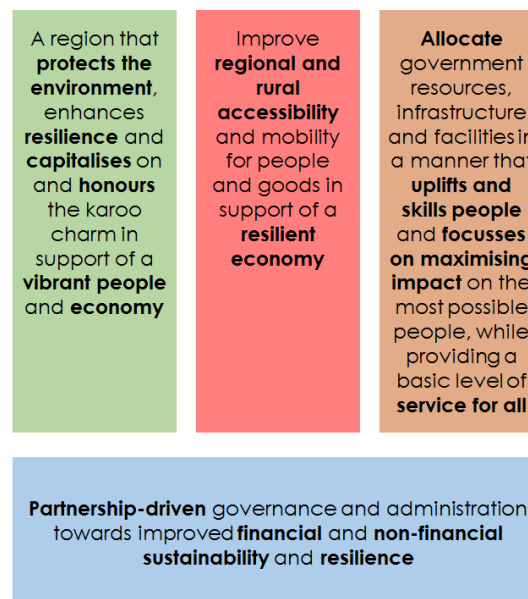 A region that
protects the
environment,
enhances
resilience and
capitalises on
and honours
the karoo
charm in
support of a
vibrant people
and economy
Improve
regional and
rural
accessibility
and mobility
for people
and goods in
support of a
resilient
economy
Allocate
government
resources,
infrastructure
and facilities in
a manner that
uplifts and
skills people
and focusses
on maximising
impact on the
most possible
people, while
providing a
basic level of
service for all
Partnership-driven governance and administration
towards improved financial and non-financial
sustainability and resilience